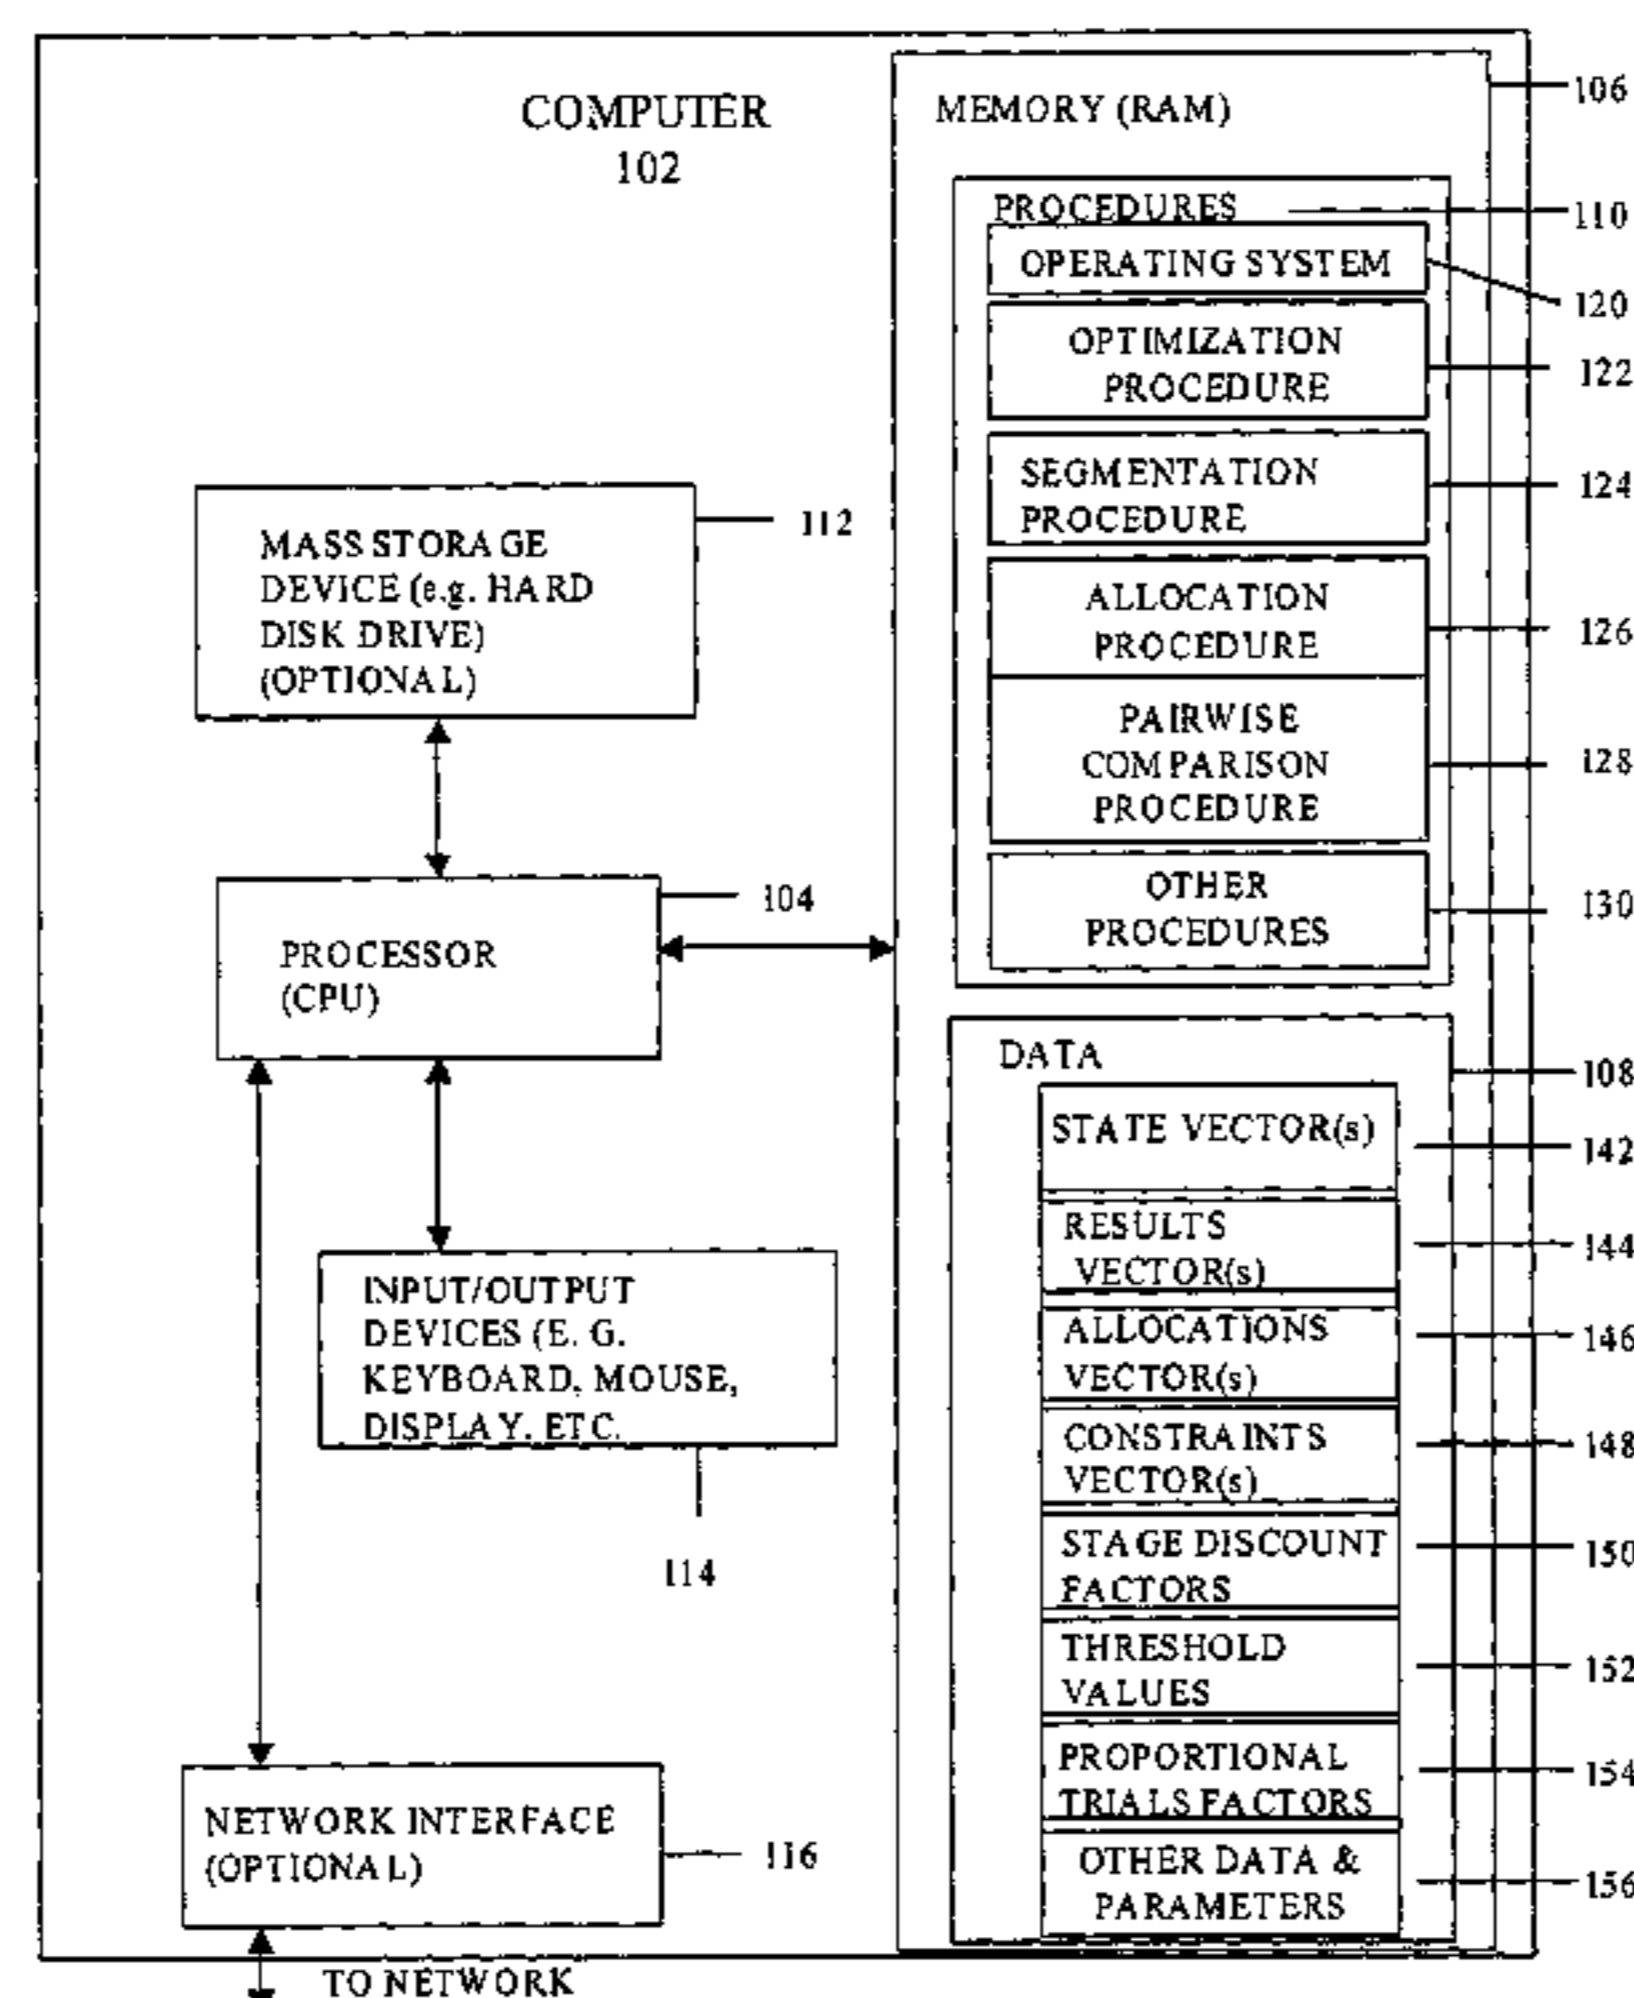 COMPUTER
102
MASS STORAGE
DEVICE (e.g. HARD
DISK DRIVE)
(OPTIONAL)
112
PROCESSOR
(CPU)
104
INPUT/OUTPUT
DEVICES (E. G.
KEYBOARD, MOUSE,
DISPLAY, ETC.
114
NETWORK INTERFACE
(OPTIONAL)
116
TO NETWORK
MEMORY (RAM)
106
PROCEDURES
110
OPERATING SYSTEM
120
OPTIMIZATION
PROCEDURE
122
SEGMENTATION
PROCEDURE
124
ALLOCATION
PROCEDURE
126
PAIRWISE
COMPARISON
PROCEDURE
128
OTHER
PROCEDURES
130
DATA
108
STATE VECTOR(s)
142
RESULTS
VECTOR(s)
144
ALLOCATIONS
VECTOR(s)
146
CONSTRAINTS
VECTOR(s)
148
STAGE DISCOUNT
FACTORS
150
THRESHOLD
VALUES
152
PROPORTIONAL
TRIALS FACTORS
154
OTHER DATA &
PARAMETERS
156